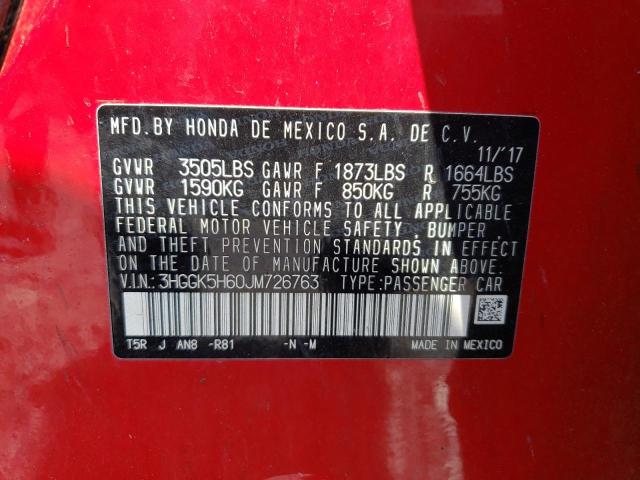 MFD. BY HONDA DE MEXICO S.A. DE C.V.
11/'17
GVWR 3505LBS GAWR F 1873LBS R 1664LBS
GVWR 1590KG GAWR F 850KG R 755KG
THIS VEHICLE CONFORMS TO ALL APPLICABLE
FEDERAL MOTOR VEHICLE SAFETY, BUMPER,
AND THEFT PREVENTION STANDARDS IN EFFECT
ON THE DATE OF MANUFACTURE SHOWN ABOVE.
V.I.N.: 3HGGK5H60JM726763 TYPE:PASSENGER CAR
T5R J AN8 -R81 -N -M MADE IN MEXICO